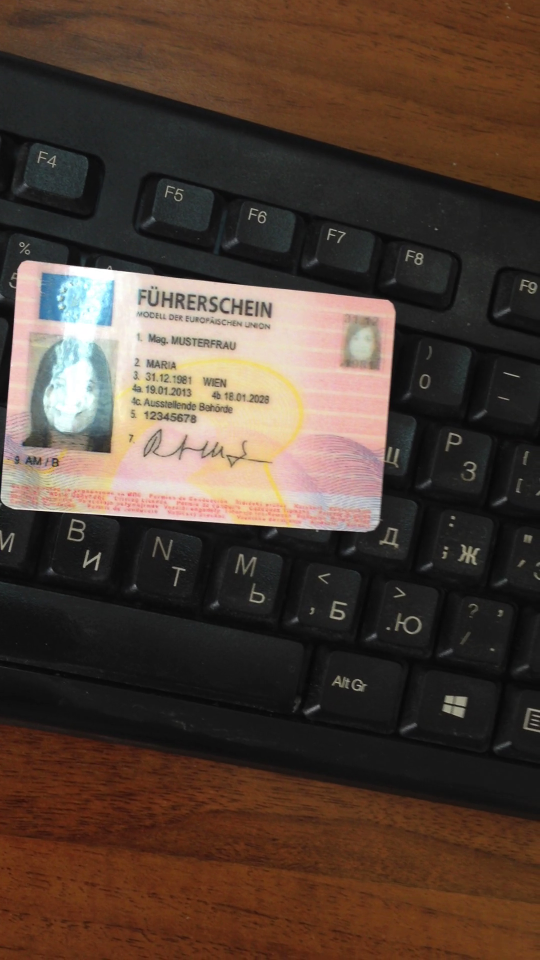 F4
F5
F6
F7
F8
F9
%
5
FÜHRERSCHEIN
MODELL DER EUROPÄISCHEN UNION
1. Mag. MUSTERFRAU
2. MARIA
3. 31.12.1981 WIEN
4a. 19.01.2013 4b. 18.01.2028
4c. Ausstellende Behörde
5. 12345678
7.
9. AM / B
)
0
—
P
З
[
Щ
Д
:
; Ж
"
'
М
B
И
N
Т
M
Ь
<
, Б
>
. Ю
?
/ .
Alt Gr